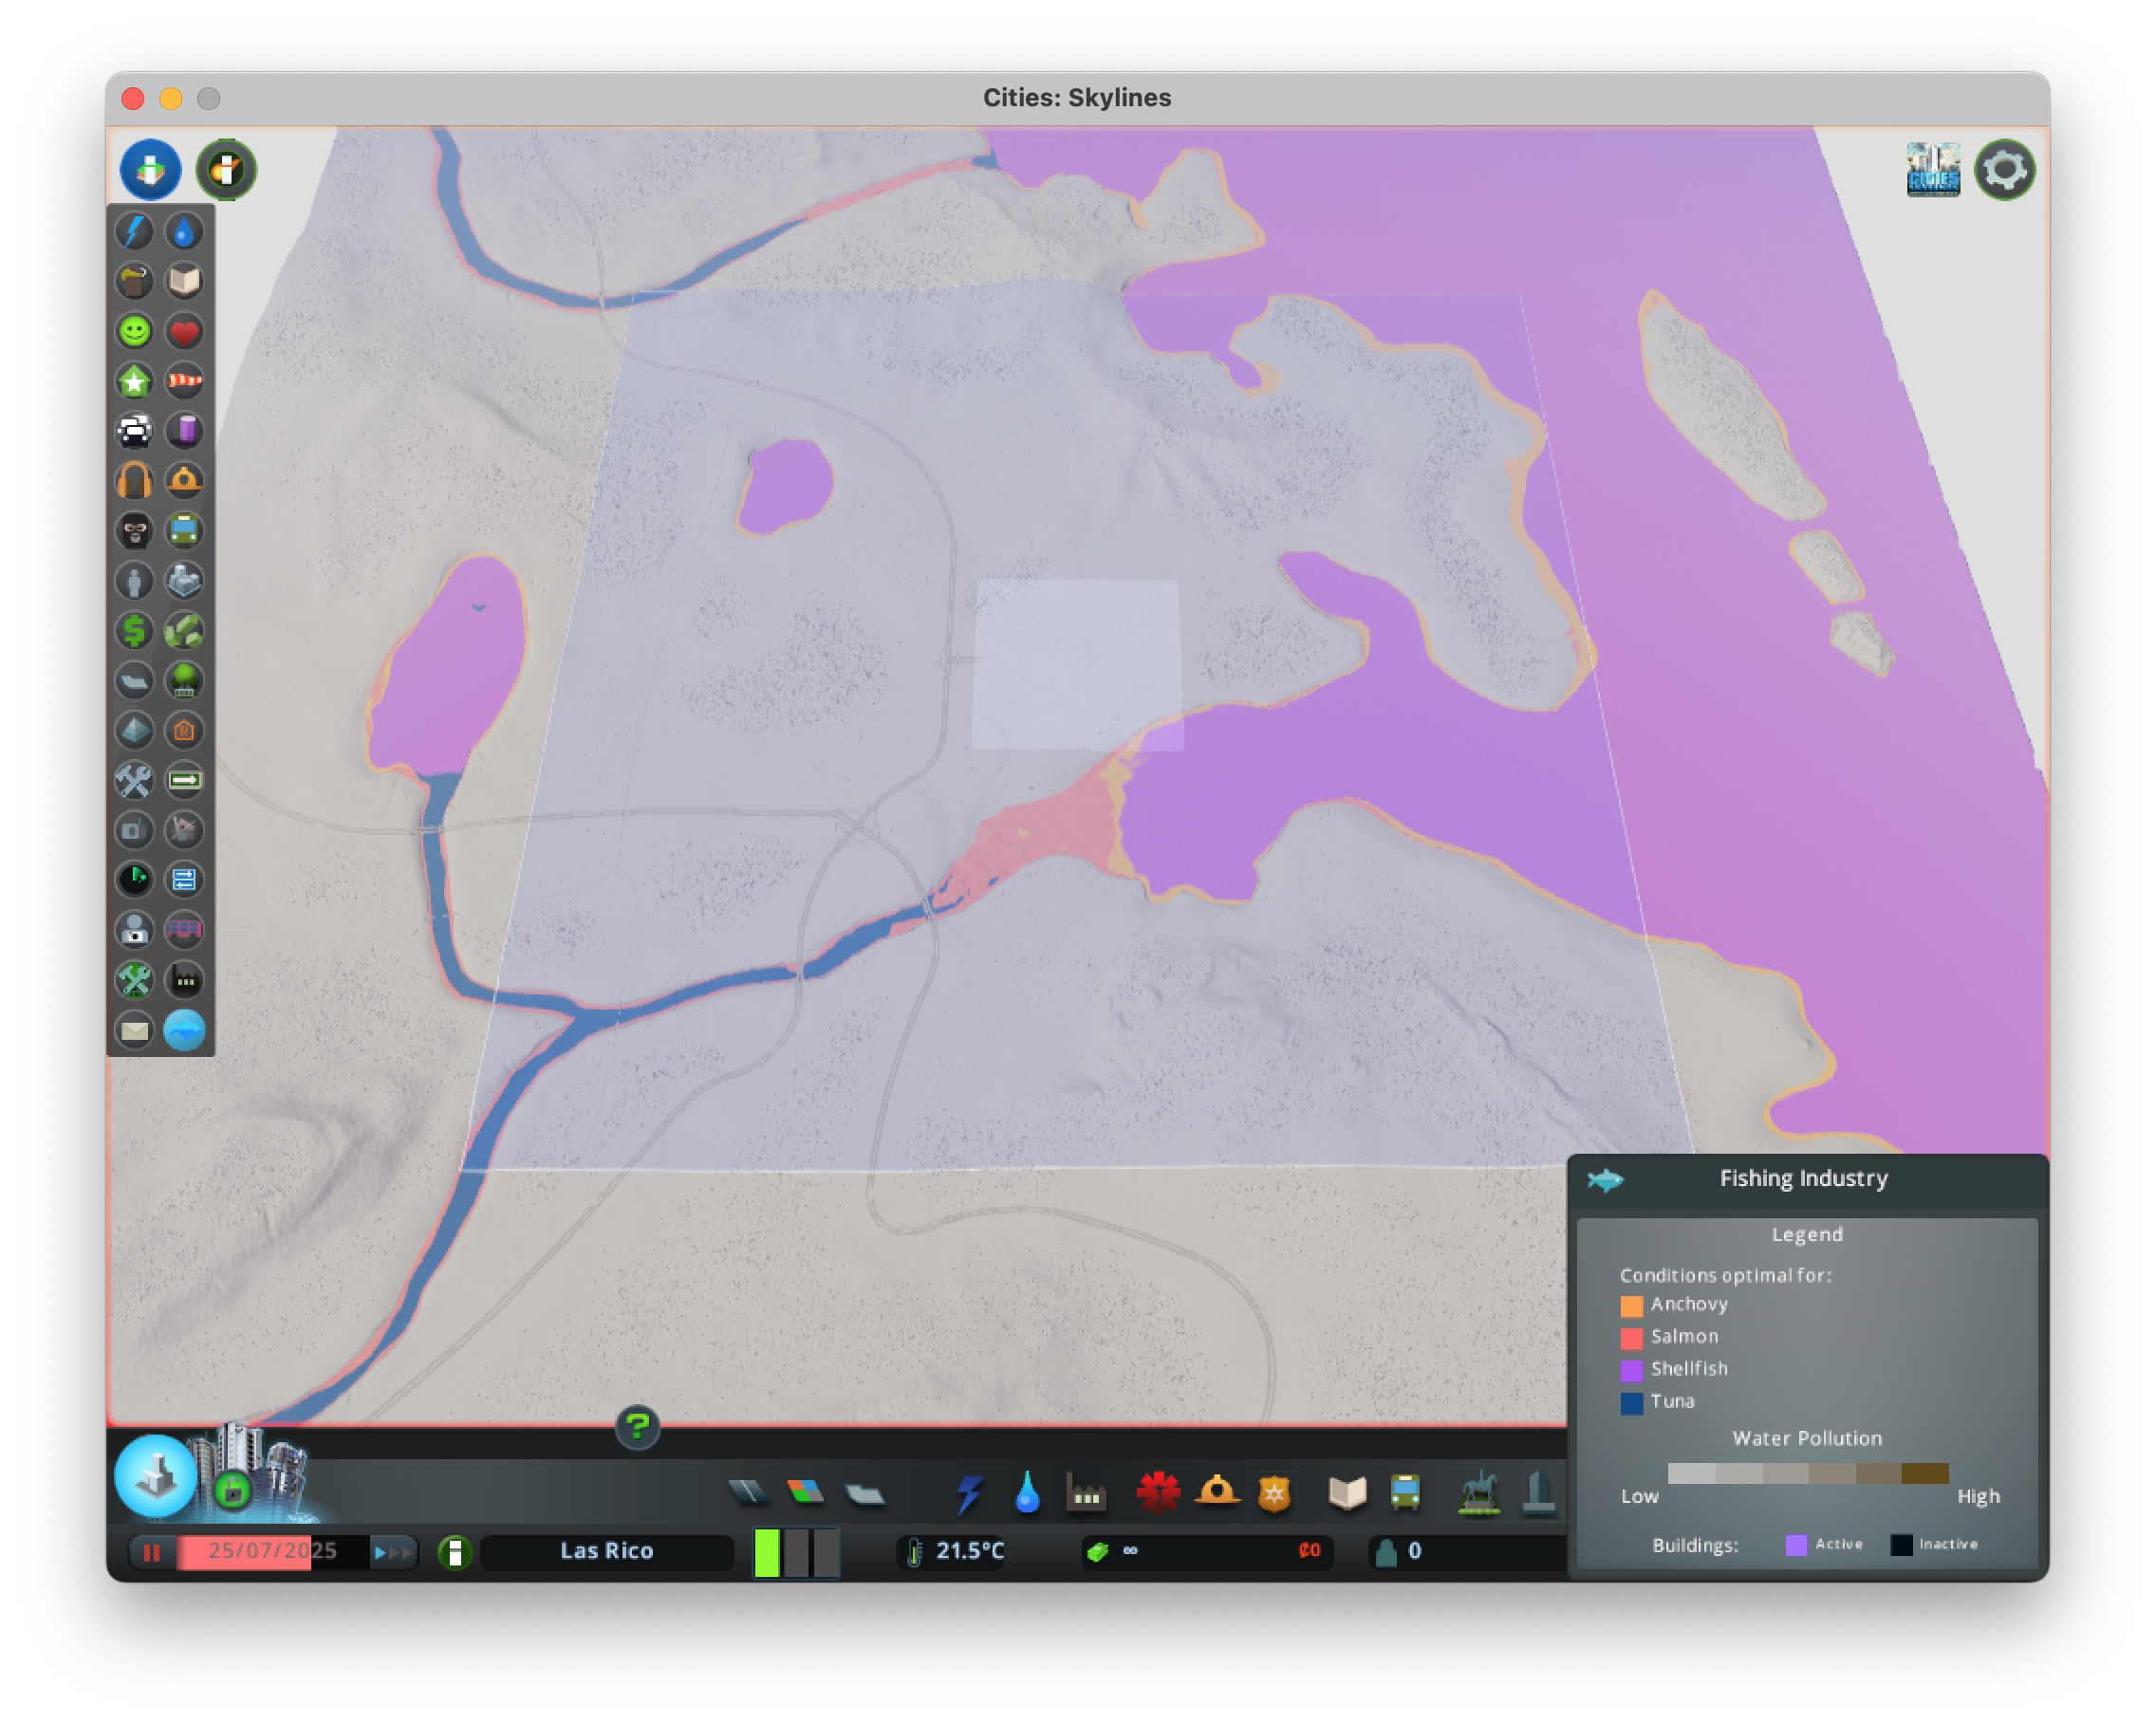 Cities: Skylines
CITIES
Fishing Industry
Legend
Conditions optimal for:
Anchovy
Salmon
Shellfish
Tuna
Water Pollution
Low
High
Buildings:
Active
Inactive
?
25/07/2025
Las Rico
21.5°C
∞
₡0
0